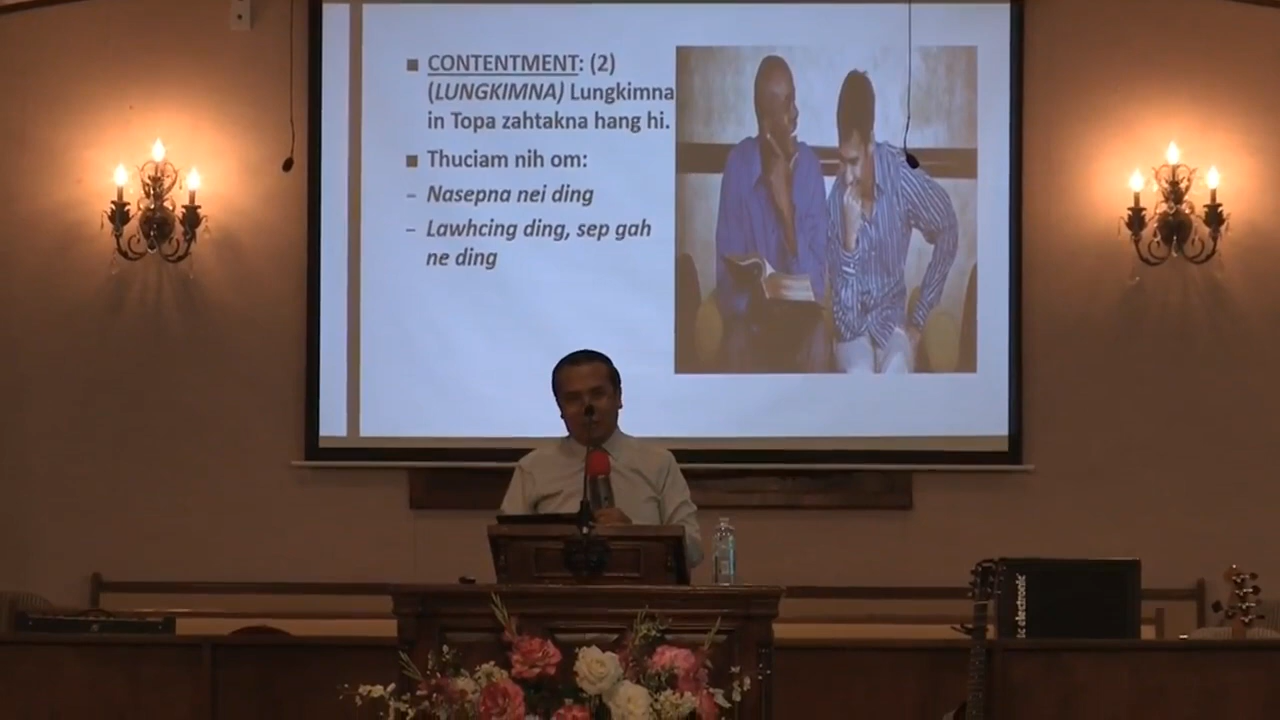 CONTENTMENT: (2)
(LUNGKIMNA) Lungkimna
in Topa zahtakna hang hi.
Thuciam nih om:
– Nasepna nei ding
– Lawhcing ding, sep gah
ne ding
electronic